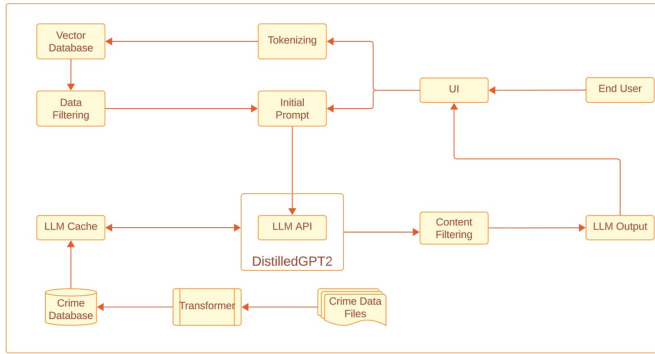 Vector
Database
Tokenizing
Data
Filtering
Initial
Prompt
UI
End User
LLM Cache
LLM API
DistilledGPT2
Content
Filtering
LLM Output
Crime
Database
Transformer
Crime Data
Files